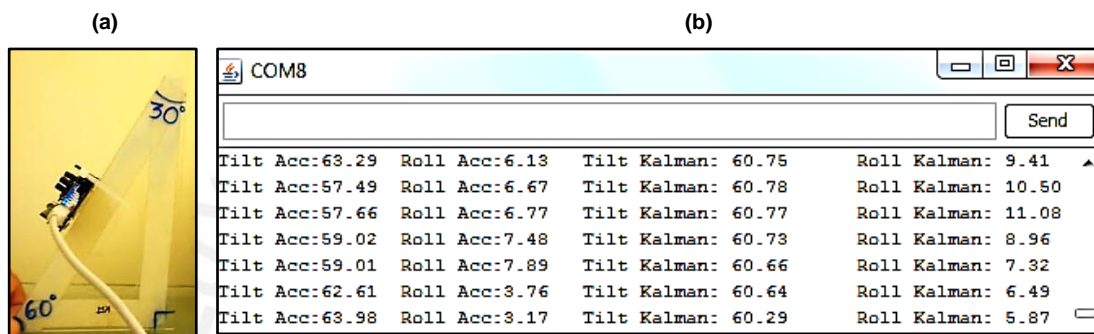 (a)
(b)
30°
60°
COM8
Send
Tilt Acc:63.29 Roll Acc:6.13 Tilt Kalman: 60.75 Roll Kalman: 9.41
Tilt Acc:57.49 Roll Acc:6.67 Tilt Kalman: 60.78 Roll Kalman: 10.50
Tilt Acc:57.66 Roll Acc:6.77 Tilt Kalman: 60.77 Roll Kalman: 11.08
Tilt Acc:59.02 Roll Acc:7.48 Tilt Kalman: 60.73 Roll Kalman: 8.96
Tilt Acc:59.01 Roll Acc:7.89 Tilt Kalman: 60.66 Roll Kalman: 7.32
Tilt Acc:62.61 Roll Acc:3.76 Tilt Kalman: 60.64 Roll Kalman: 6.49
Tilt Acc:63.98 Roll Acc:3.17 Tilt Kalman: 60.29 Roll Kalman: 5.87